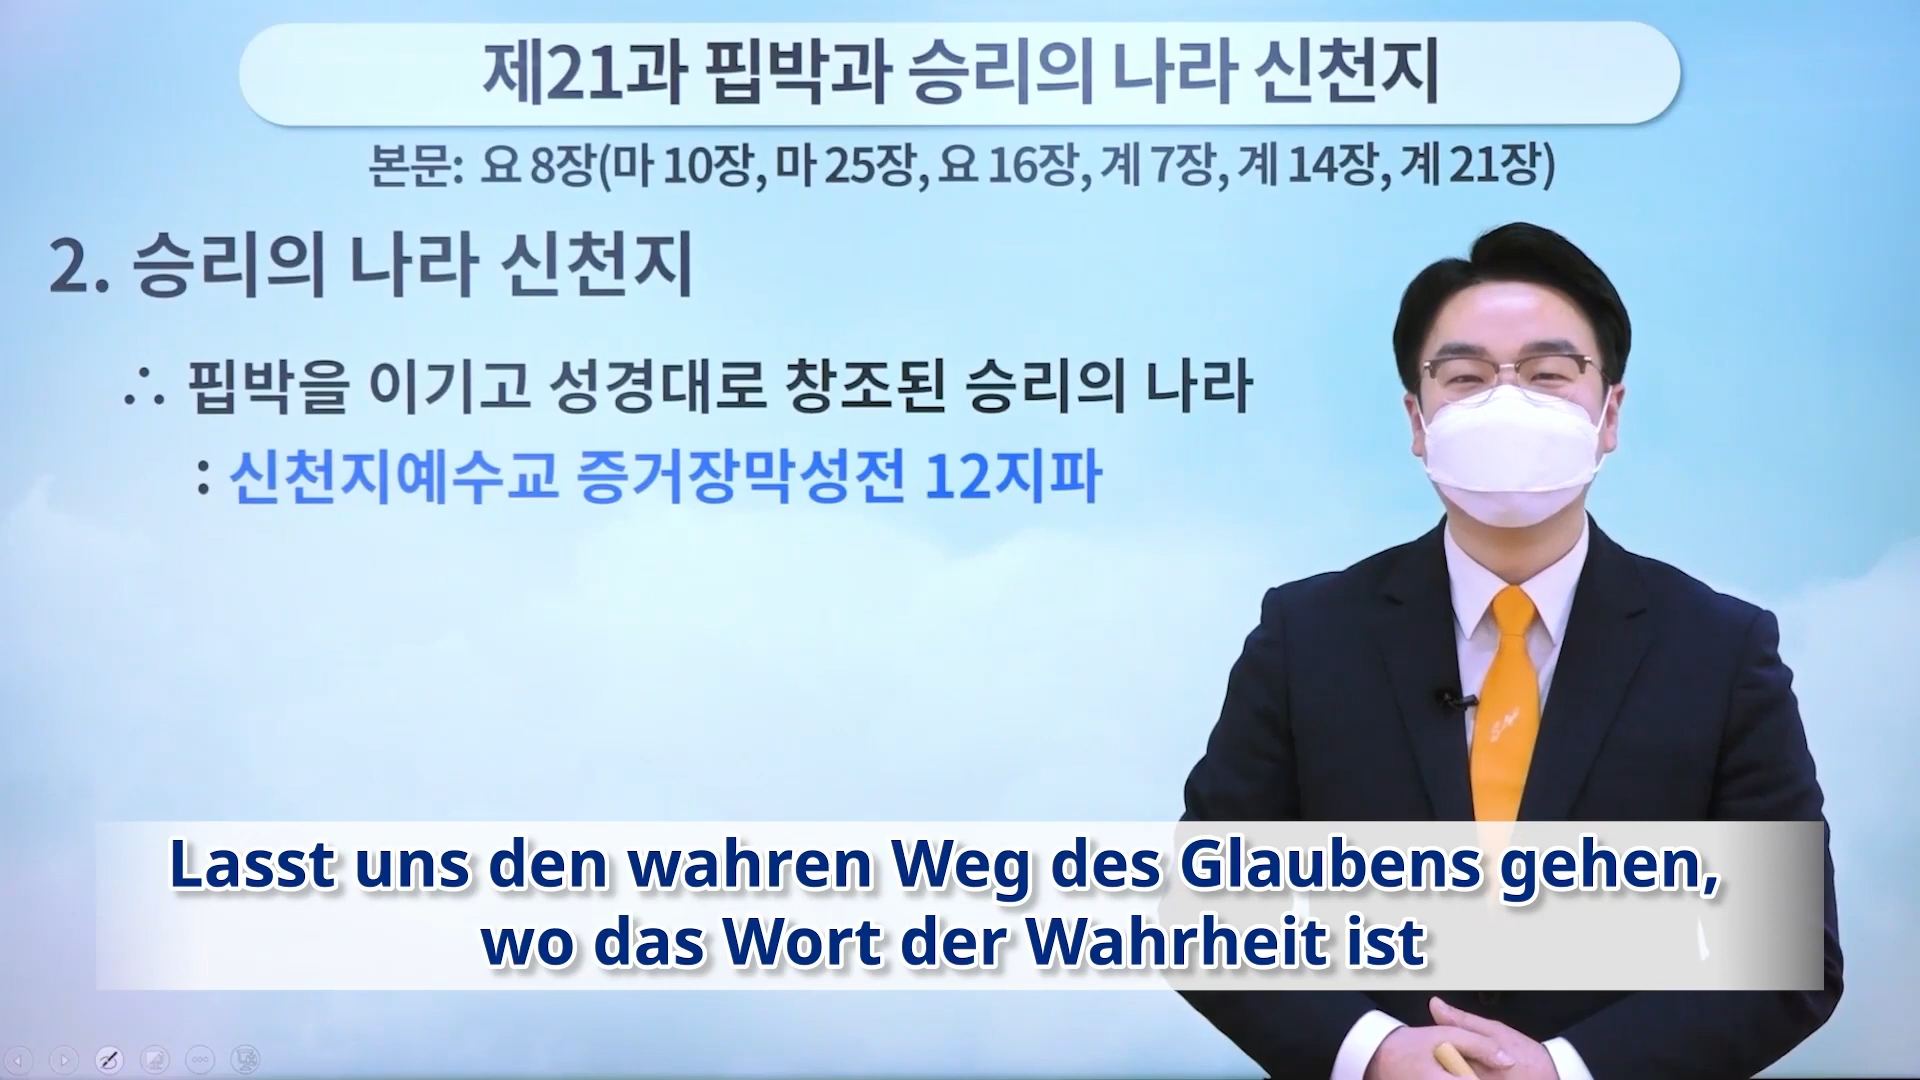 제21과 핍박과 승리의 나라 신천지
본문: 요 8장(마 10장, 마 25장, 요 16장, 계 7장, 계 14장, 계 21장)
2. 승리의 나라 신천지
∴ 핍박을 이기고 성경대로 창조된 승리의 나라
: 신천지예수교 증거장막성전 12지파
Lasst uns den wahren Weg des Glaubens gehen,
wo das Wort der Wahrheit ist